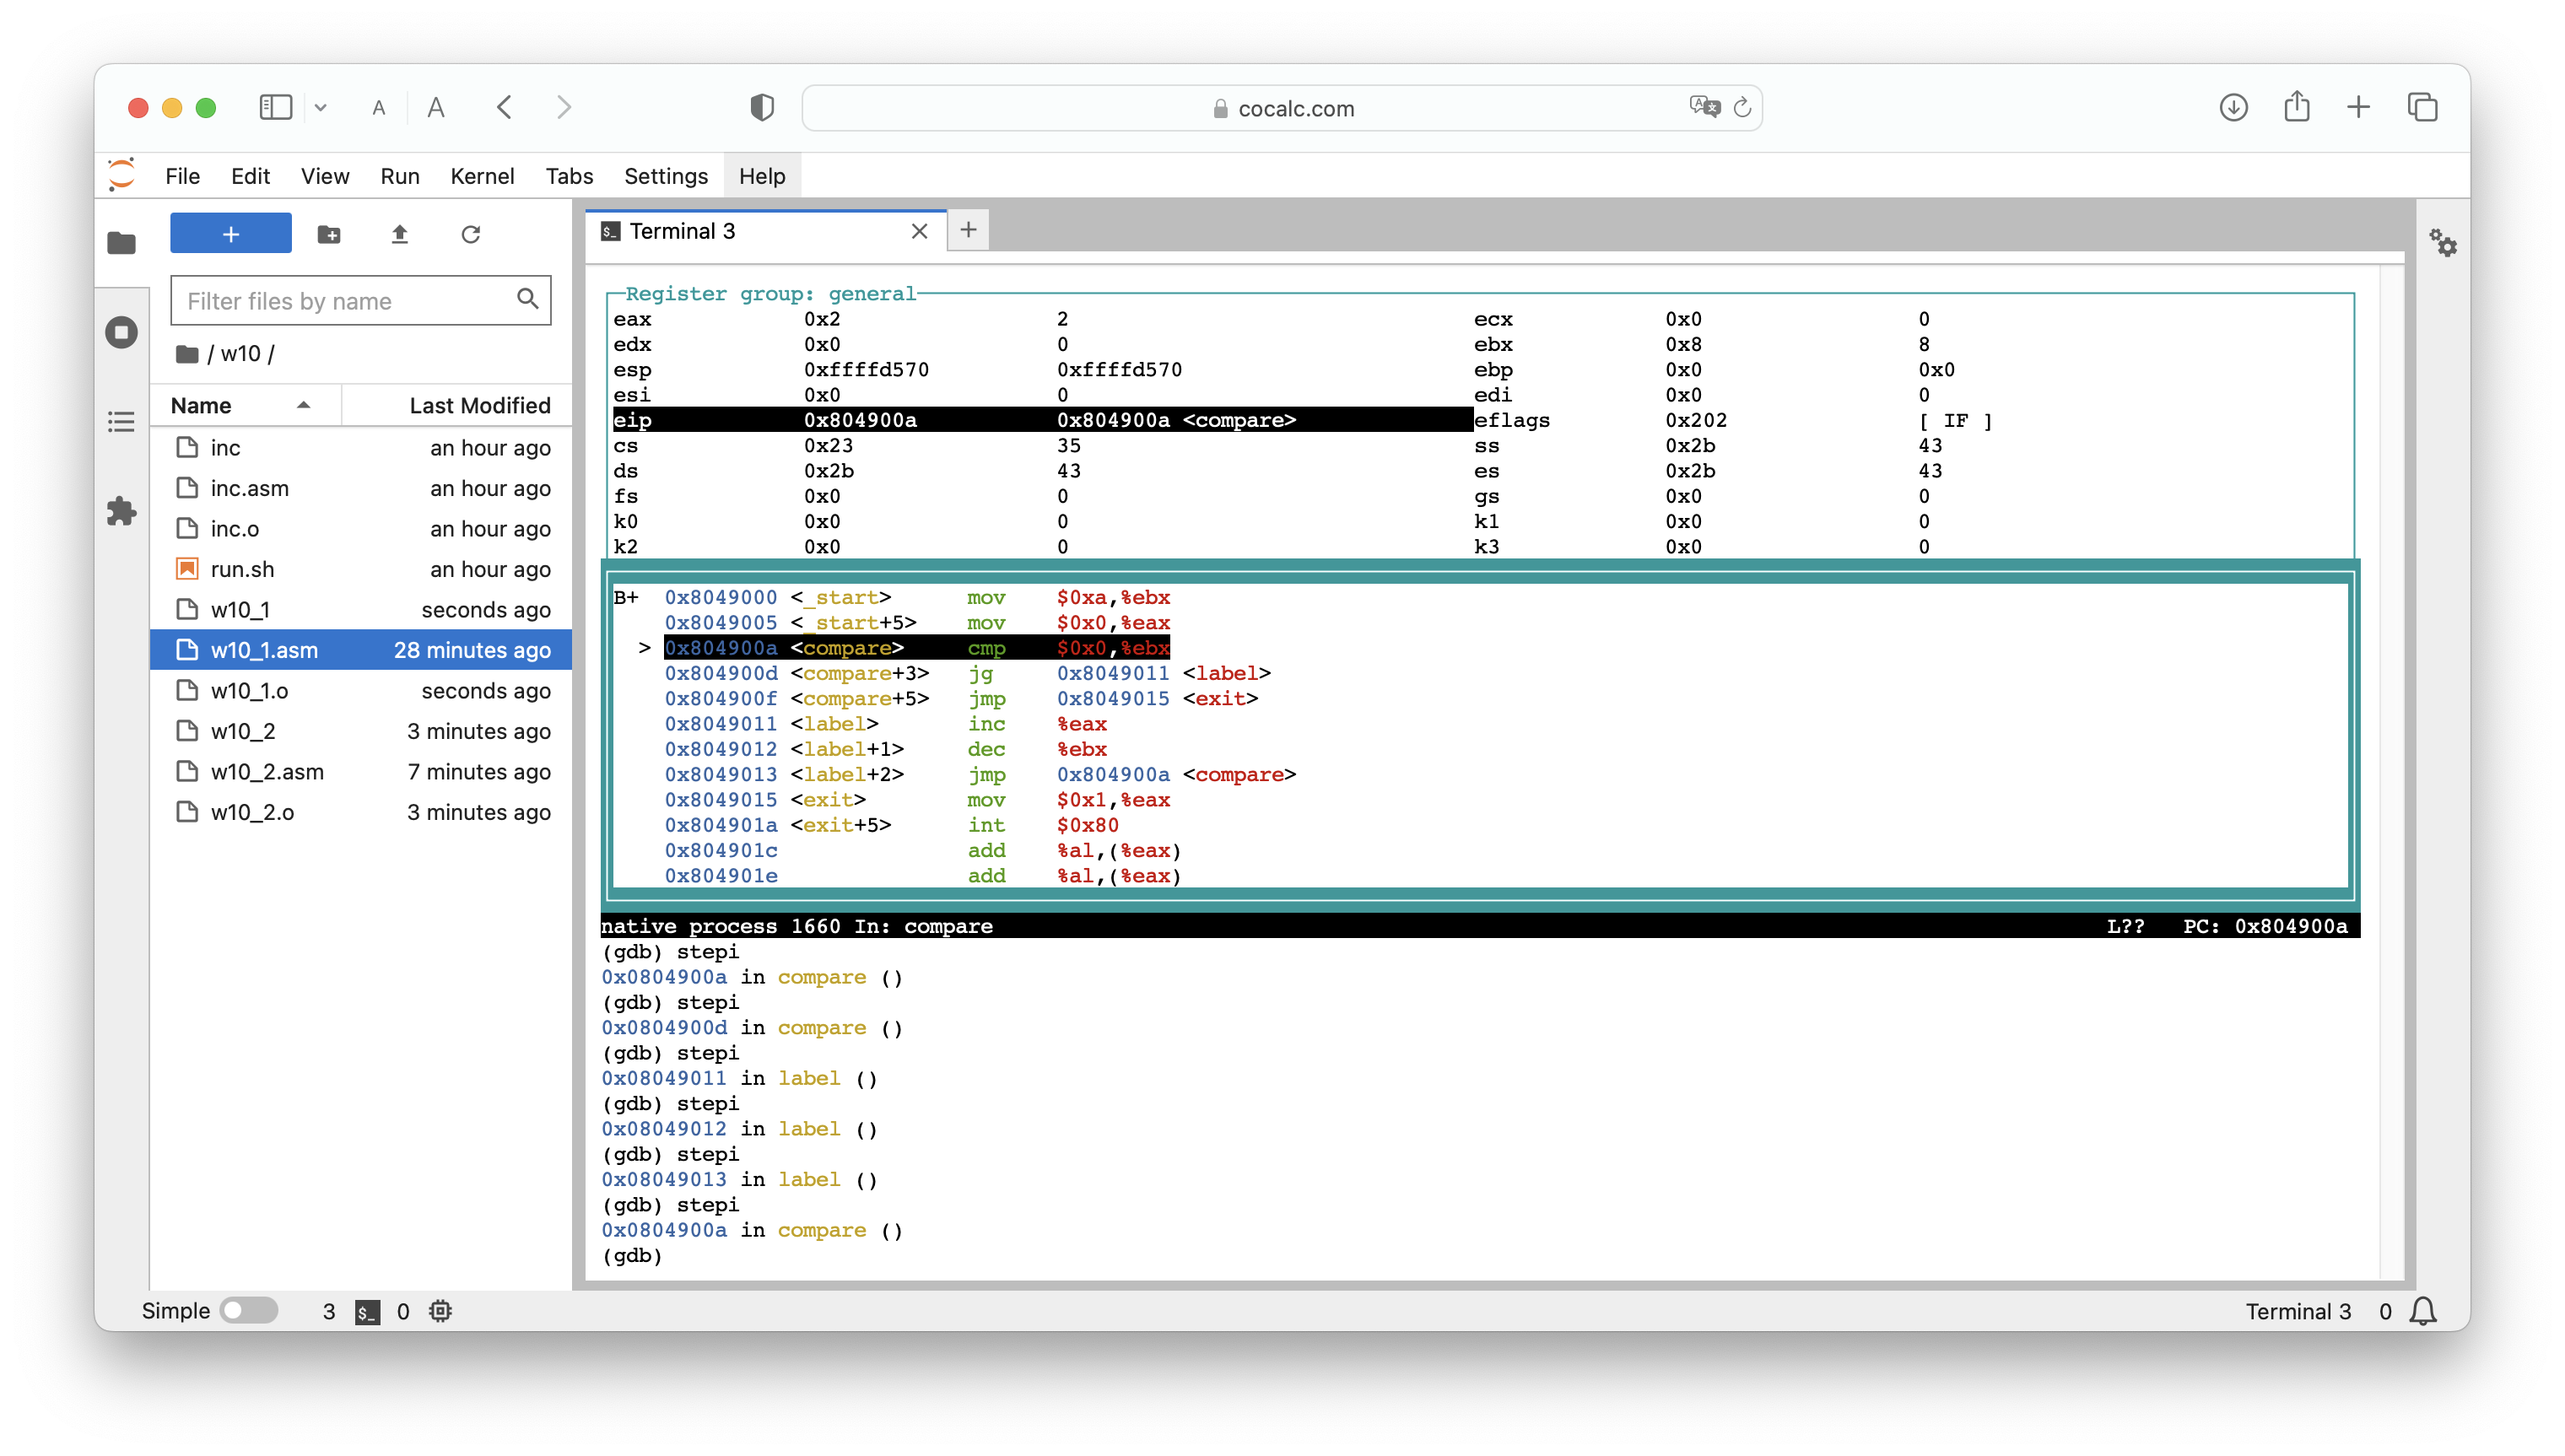 A A cocalc.com
File Edit View Run Kernel Tabs Settings Help
+
Filter files by name
/ w10 /
Name Last Modified
inc an hour ago
inc.asm an hour ago
inc.o an hour ago
run.sh an hour ago
w10_1 seconds ago
w10_1.asm 28 minutes ago
w10_1.o seconds ago
w10_2 3 minutes ago
w10_2.asm 7 minutes ago
w10_2.o 3 minutes ago
$_ Terminal 3 +
Register group: general
eax 0x2 2 ecx 0x0 0
edx 0x0 0 ebx 0x8 8
esp 0xffffd570 0xffffd570 ebp 0x0 0x0
esi 0x0 0 edi 0x0 0
eip 0x804900a 0x804900a <compare> eflags 0x202 [ IF ]
cs 0x23 35 ss 0x2b 43
ds 0x2b 43 es 0x2b 43
fs 0x0 0 gs 0x0 0
k0 0x0 0 k1 0x0 0
k2 0x0 0 k3 0x0 0
B+ 0x8049000 <_start> mov $0xa,%ebx
0x8049005 <_start+5> mov $0x0,%eax
> 0x804900a <compare> cmp $0x0,%ebx
0x804900d <compare+3> jg 0x8049011 <label>
0x804900f <compare+5> jmp 0x8049015 <exit>
0x8049011 <label> inc %eax
0x8049012 <label+1> dec %ebx
0x8049013 <label+2> jmp 0x804900a <compare>
0x8049015 <exit> mov $0x1,%eax
0x804901a <exit+5> int $0x80
0x804901c add %al,(%eax)
0x804901e add %al,(%eax)
native process 1660 In: compare L?? PC: 0x804900a
(gdb) stepi
0x0804900a in compare ()
(gdb) stepi
0x0804900d in compare ()
(gdb) stepi
0x08049011 in label ()
(gdb) stepi
0x08049012 in label ()
(gdb) stepi
0x08049013 in label ()
(gdb) stepi
0x0804900a in compare ()
(gdb)
Simple 3 $_ 0 Terminal 3 0